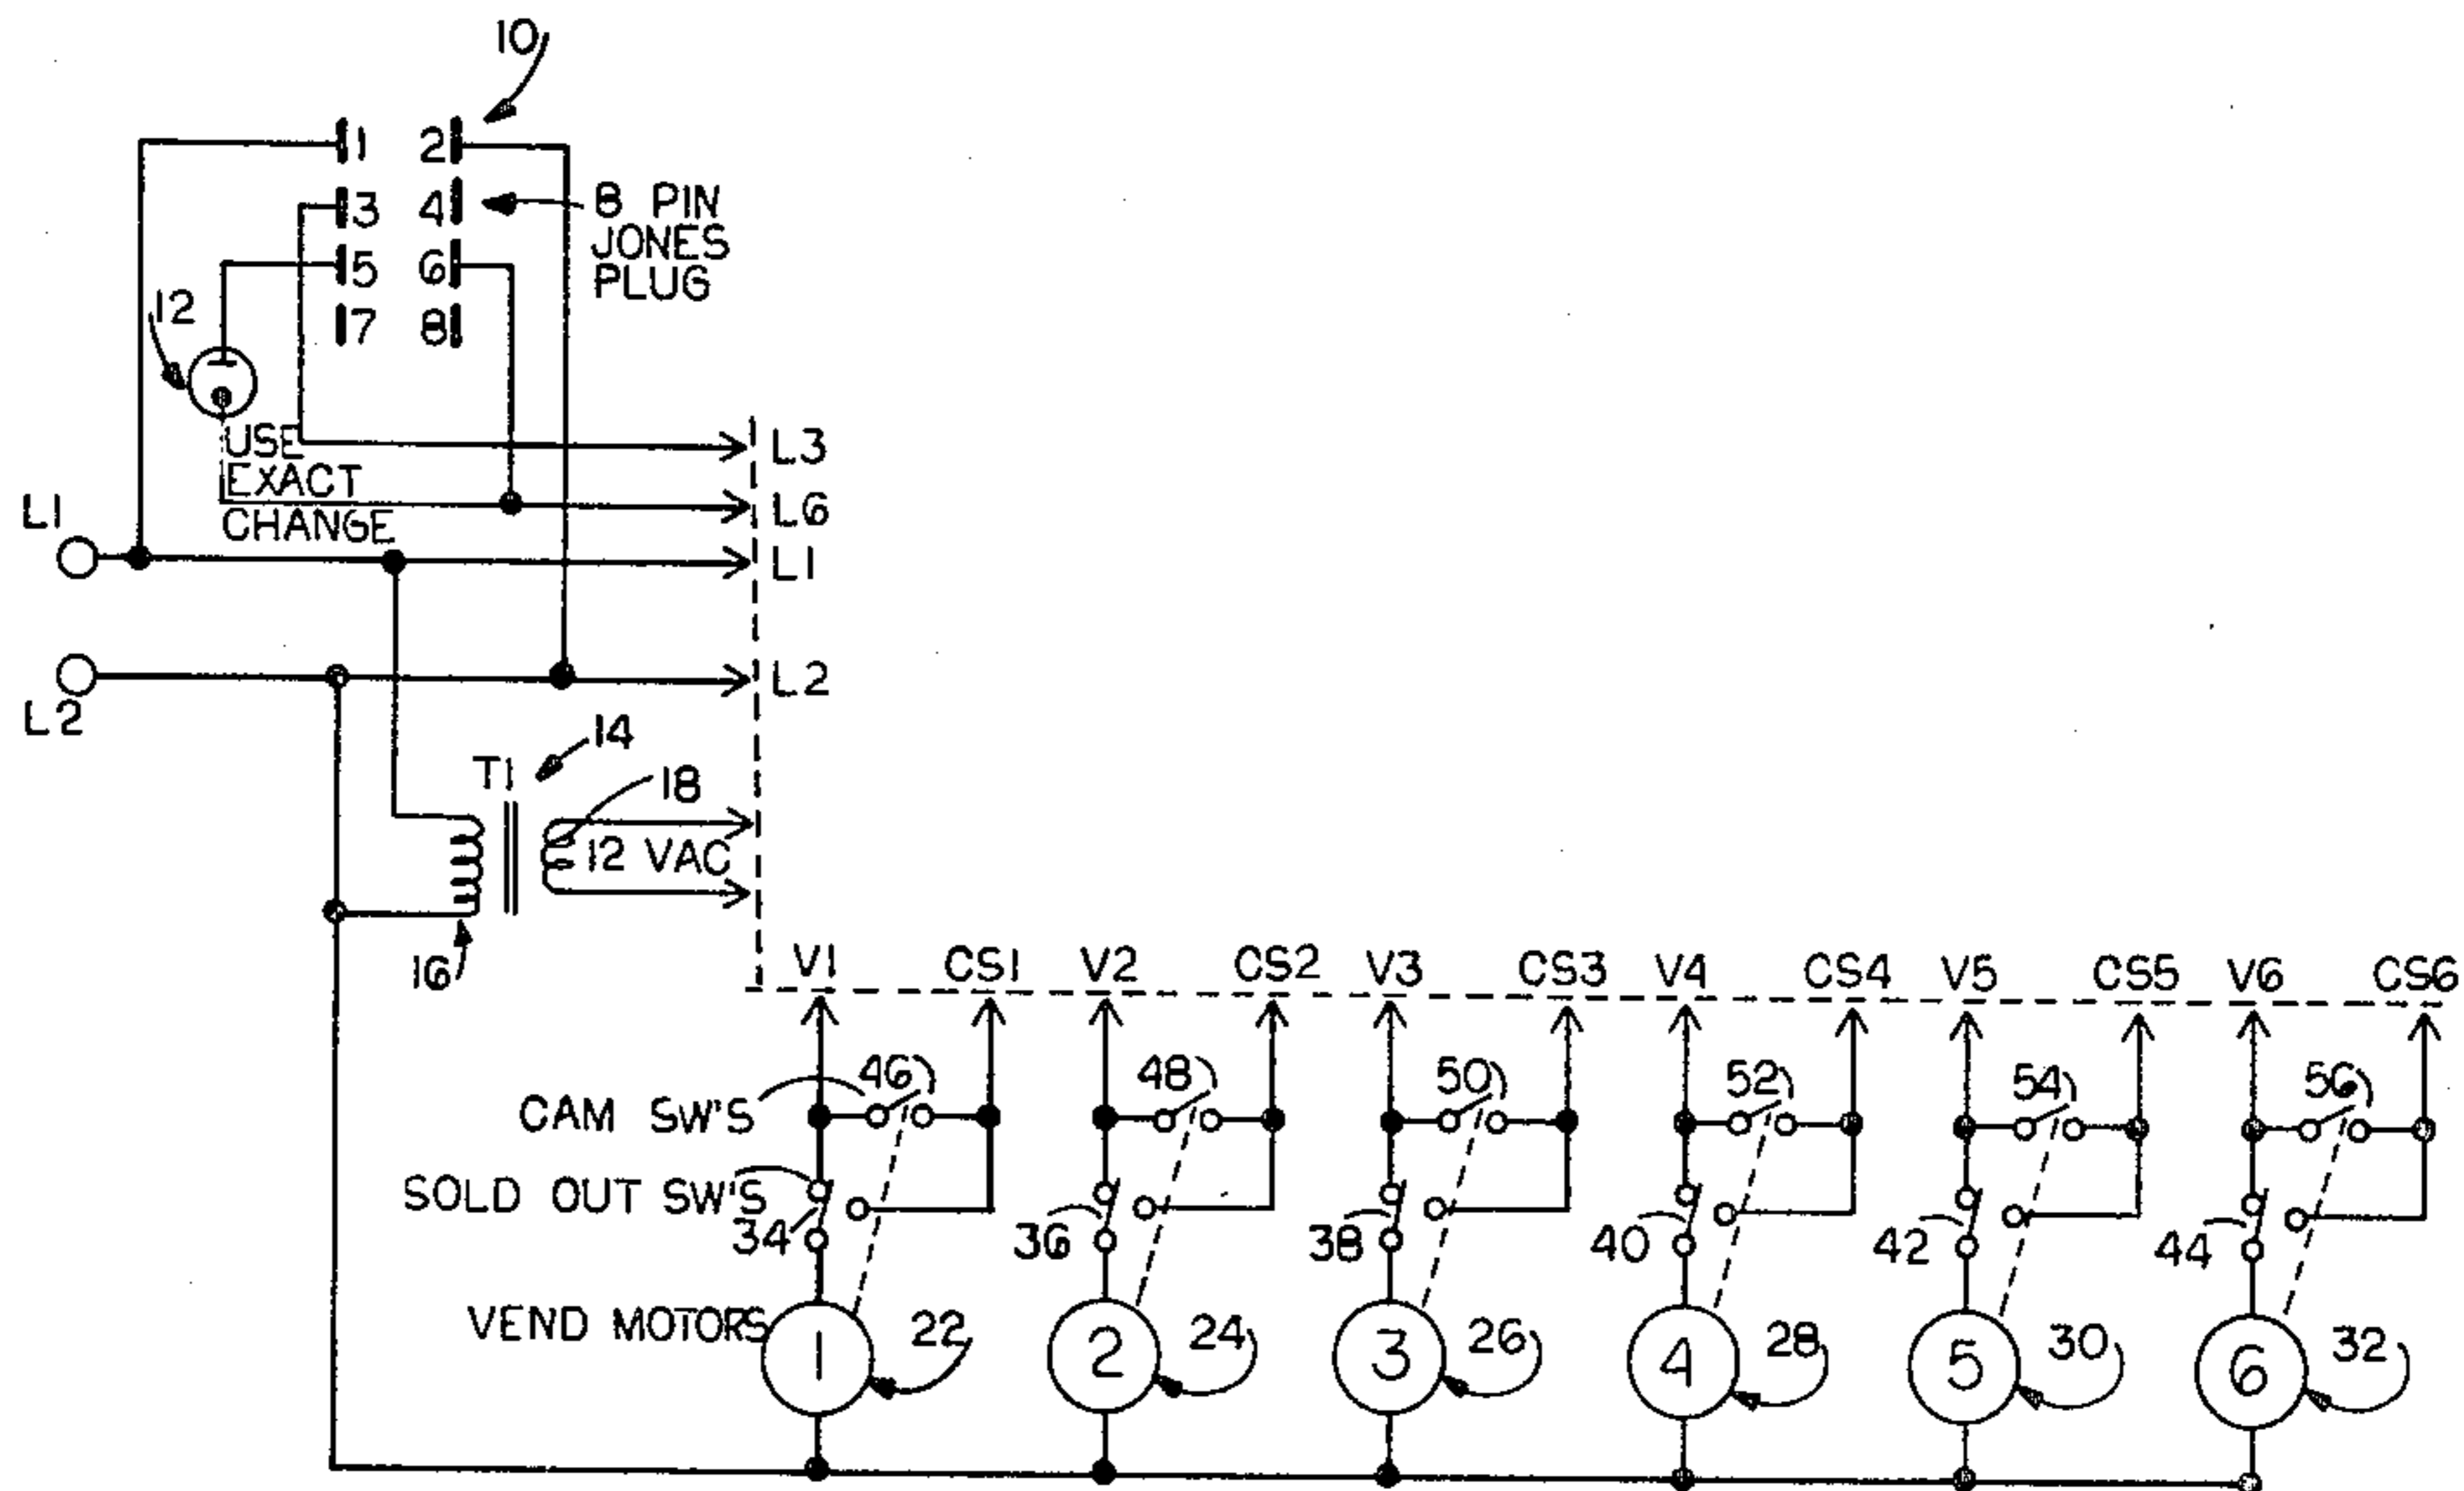 10
1 2
3 4
8 PIN
JONES
PLUG
5 6
7 8
12
USE
EXACT
CHANGE
L3
L6
L1
L1
L2
L2
14
T1
18
12 VAC
16
V1 CS1 V2 CS2 V3 CS3 V4 CS4 V5 CS5 V6 CS6
46 48 50 52 54 56
CAM SW'S
SOLD OUT SW'S
34 36 38 40 42 44
VEND MOTORS
22 24 26 28 30 32
1 2 3 4 5 6